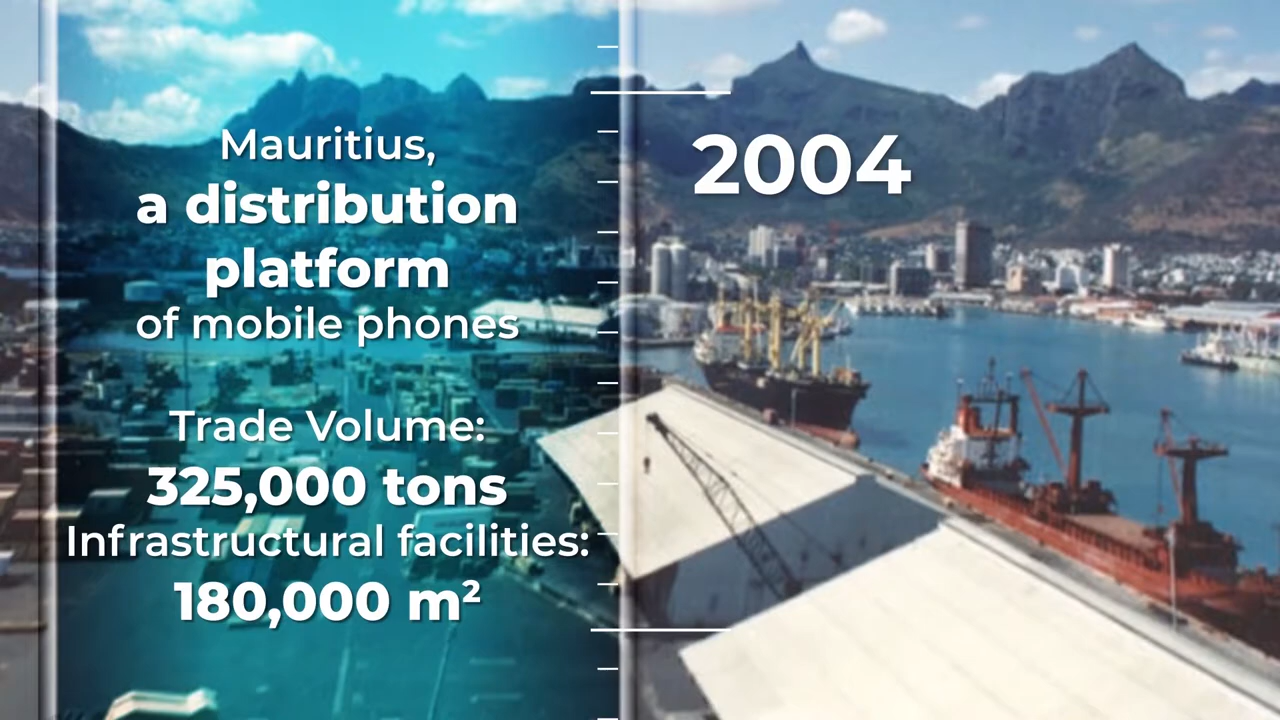 Mauritius,
a distribution
platform
of mobile phones
Trade Volume:
325,000 tons
Infrastructural facilities:
180,000 m²
2004